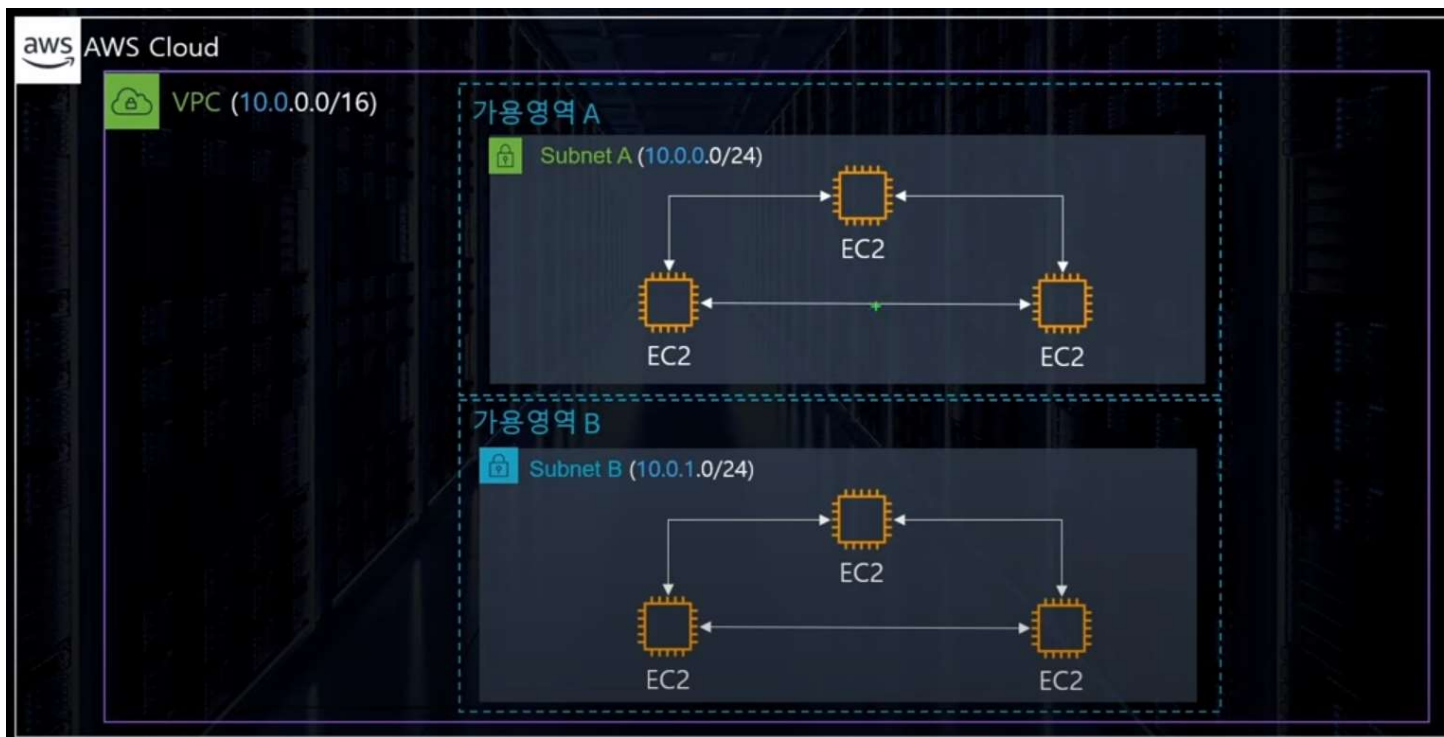 aws AWS Cloud
VPC (10.0.0.0/16)
가용영역 A
Subnet A (10.0.0.0/24)
EC2
EC2
EC2
가용영역 B
Subnet B (10.0.1.0/24)
EC2
EC2
EC2